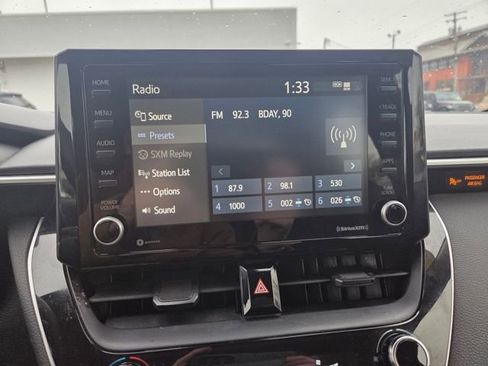 Radio 1:33
HOME
MENU
AUDIO
MAP
POWER
VOLUME
Source
Presets
SXM Replay
Station List
Options
Sound
FM 92.3 BDAY, 90
1 87.9 2 98.1 3 530
4 1000 5 002 6 026
SiriusXM
SEEK
TRACK
PHONE
APPS
TUNE
SCROLL
PASSENGER
AIR BAG